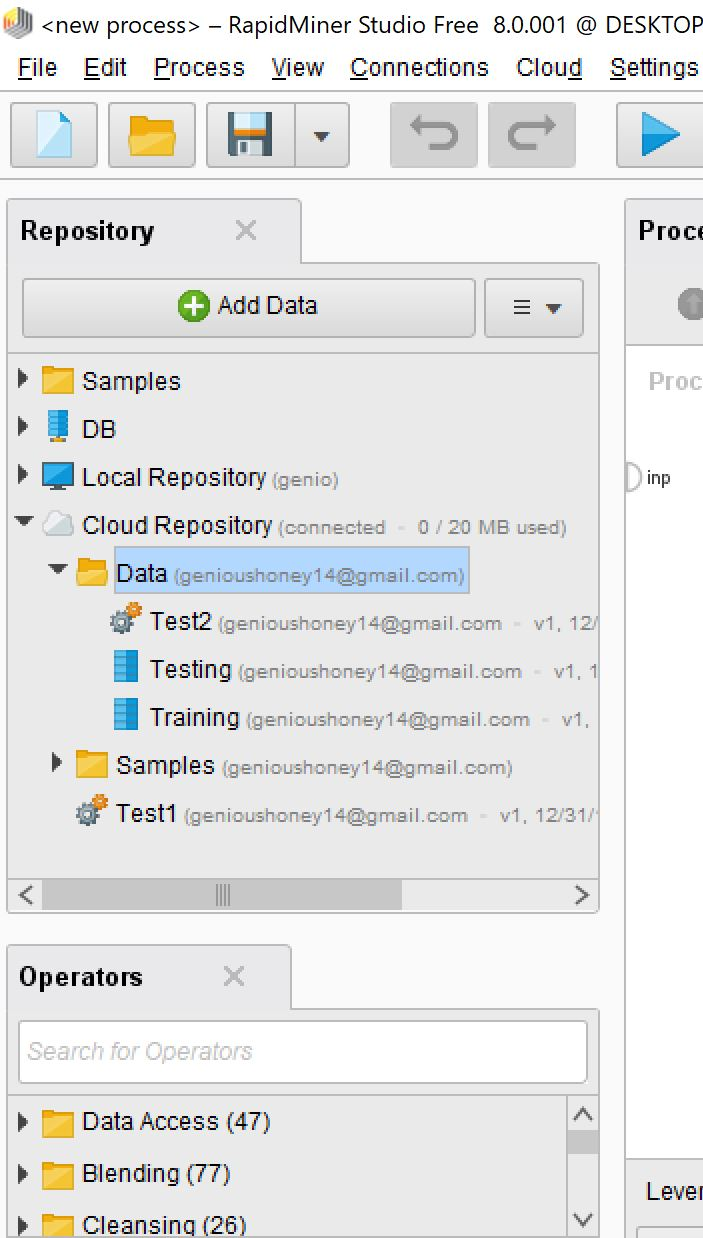 <new process> – RapidMiner Studio Free 8.0.001 @ DESKTOP
File Edit Process View Connections Cloud Settings
Repository
Proce
Add Data
Samples
Proc
DB
Local Repository (genio)
inp
Cloud Repository (connected - 0 / 20 MB used)
Data (genioushoney14@gmail.com)
Test2 (genioushoney14@gmail.com - v1, 12/
Testing (genioushoney14@gmail.com - v1, 1
Training (genioushoney14@gmail.com - v1,
Samples (genioushoney14@gmail.com)
Test1 (genioushoney14@gmail.com - v1, 12/31/
Operators
Search for Operators
Data Access (47)
Blending (77)
Lever
Cleansing (26)